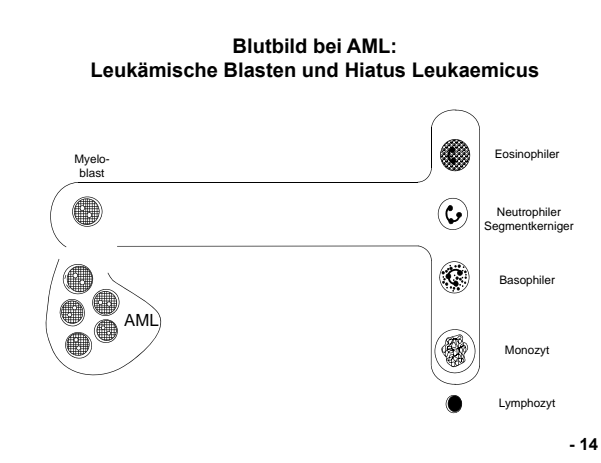 Blutbild bei AML:
Leukämische Blasten und Hiatus Leukaemicus
Myelo-
blast
Eosinophiler
Neutrophiler
Segmentkerniger
Basophiler
AML
Monozyt
Lymphozyt
- 14